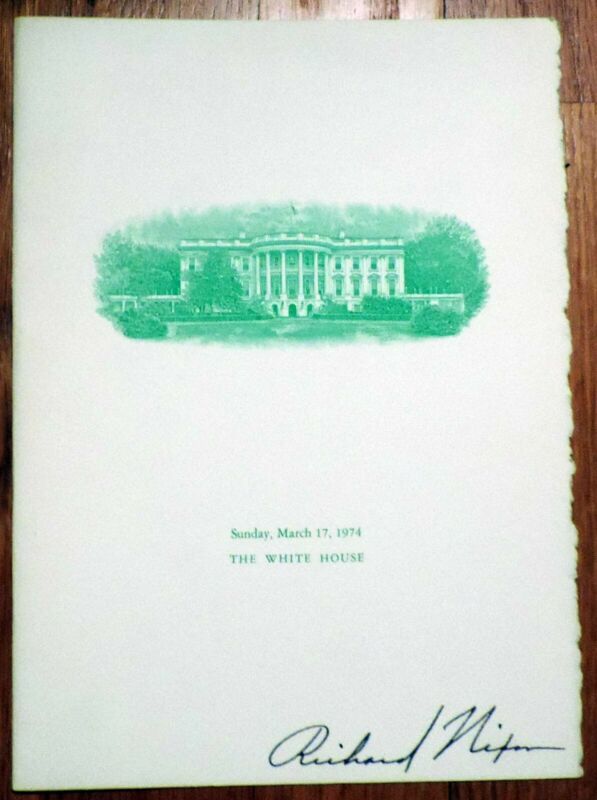 Sunday, March 17, 1974
THE WHITE HOUSE
Richard Nixon